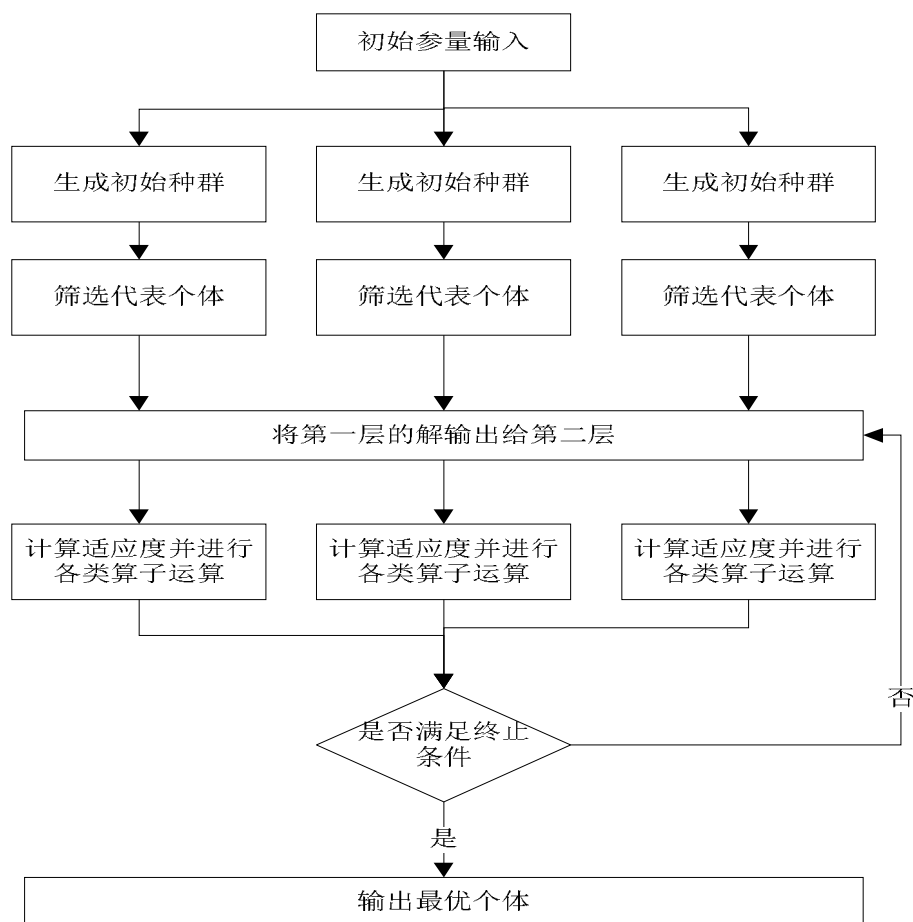 初始参量输入
生成初始种群
生成初始种群
生成初始种群
筛选代表个体
筛选代表个体
筛选代表个体
将第一层的解输出给第二层
计算适应度并进行
各类算子运算
计算适应度并进行
各类算子运算
计算适应度并进行
各类算子运算
是否满足终止
条件
否
是
输出最优个体